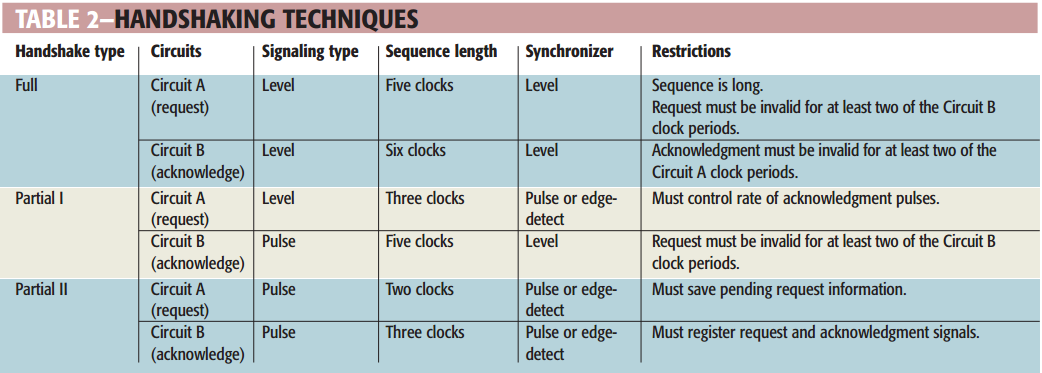 TABLE 2–HANDSHAKING TECHNIQUES
Handshake type Circuits Signaling type Sequence length Synchronizer Restrictions
Full Circuit A Level Five clocks Level Sequence is long.
(request) Request must be invalid for at least two of the Circuit B
clock periods.
Circuit B Level Six clocks Level Acknowledgment must be invalid for at least two of the
(acknowledge) Circuit A clock periods.
Partial I Circuit A Level Three clocks Pulse or edge- Must control rate of acknowledgment pulses.
(request) detect
Circuit B Pulse Five clocks Level Request must be invalid for at least two of the Circuit B
(acknowledge) clock periods.
Partial II Circuit A Pulse Two clocks Pulse or edge- Must save pending request information.
(request) detect
Circuit B Pulse Three clocks Pulse or edge- Must register request and acknowledgment signals.
(acknowledge) detect